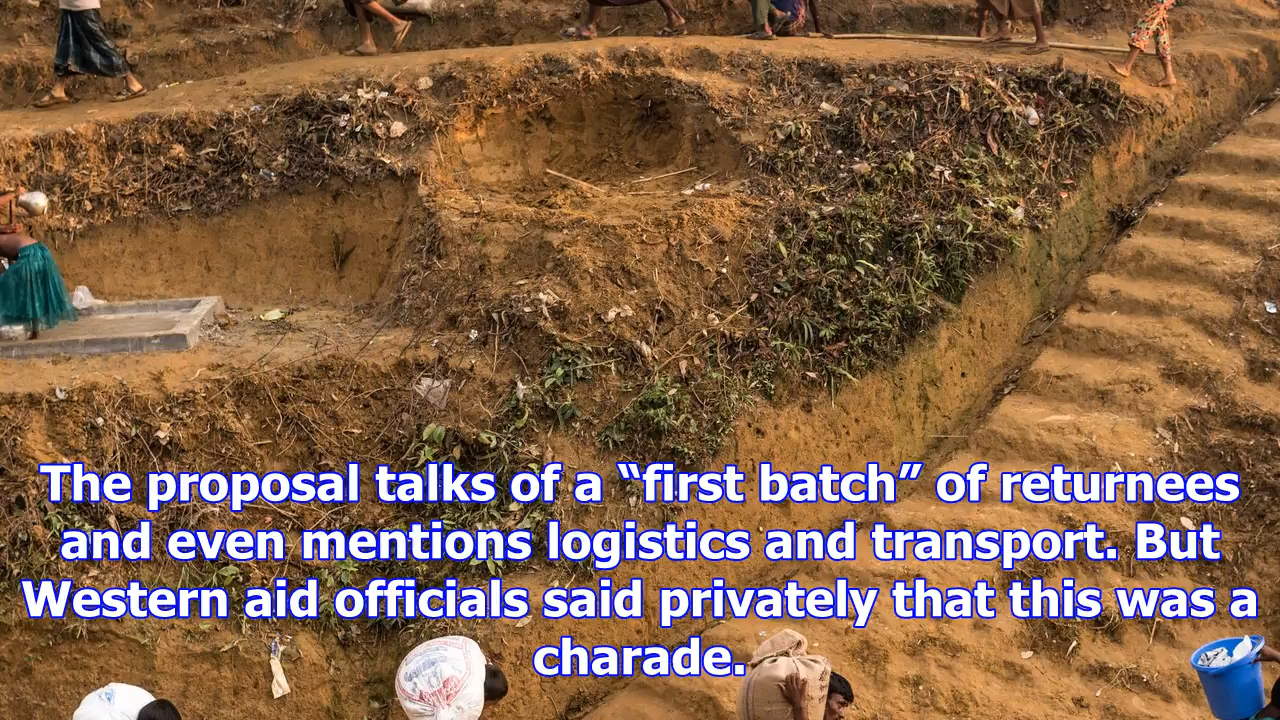 The proposal talks of a “first batch” of returnees
and even mentions logistics and transport. But
Western aid officials said privately that this was a
charade.